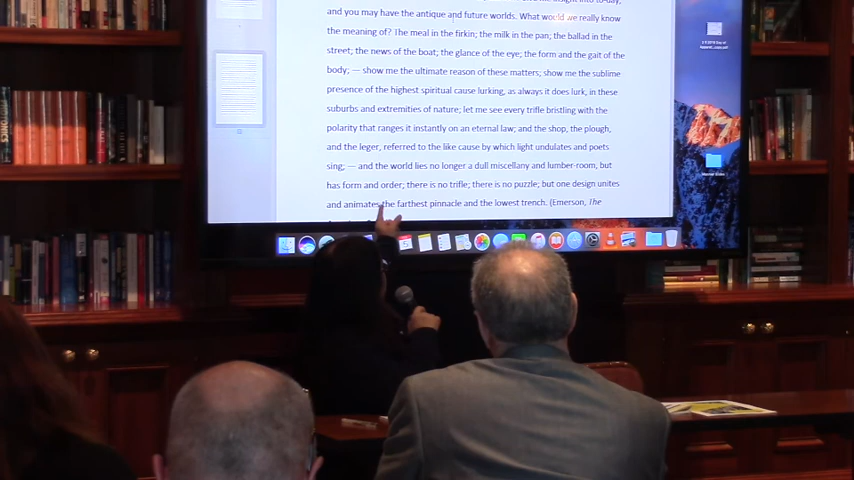 and you may have the antique and future worlds. What would we really know
the meaning of? The meal in the firkin; the milk in the pan; the ballad in the
street; the news of the boat; the glance of the eye; the form and the gait of the
body; — show me the ultimate reason of these matters; show me the sublime
presence of the highest spiritual cause lurking, as always it does lurk, in these
suburbs and extremities of nature; let me see every trifle bristling with the
polarity that ranges it instantly on an eternal law; and the shop, the plough,
and the leger, referred to the like cause by which light undulates and poets
sing; — and the world lies no longer a dull miscellany and lumber-room, but
has form and order; there is no trifle; there is no puzzle; but one design unites
and animates the farthest pinnacle and the lowest trench. (Emerson, The